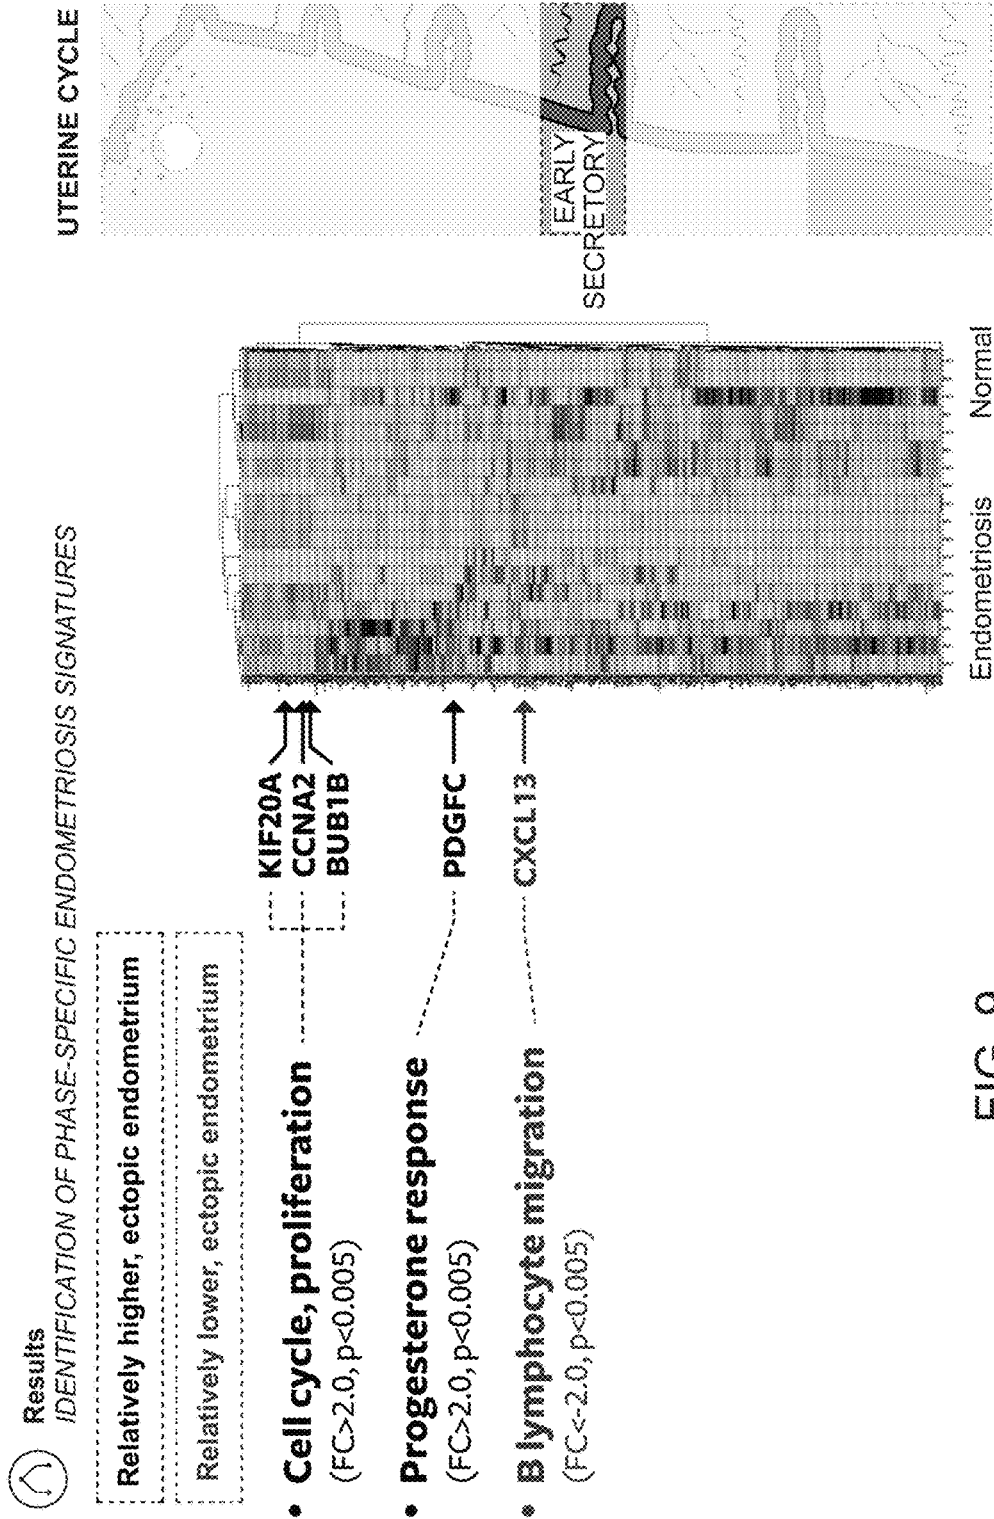 Results
IDENTIFICATION OF PHASE-SPECIFIC ENDOMETRIOSIS SIGNATURES
Relatively higher, ectopic endometrium
Relatively lower, ectopic endometrium
• Cell cycle, proliferation
(FC>2.0, p<0.005)
• Progesterone response
(FC>2.0, p<0.005)
• B lymphocyte migration
(FC<-2.0, p<0.005)
KIF20A
CCNA2
BUB1B
PDGFC
CXCL13
Endometriosis
Normal
UTERINE CYCLE
EARLY
SECRETORY
FIG. 9